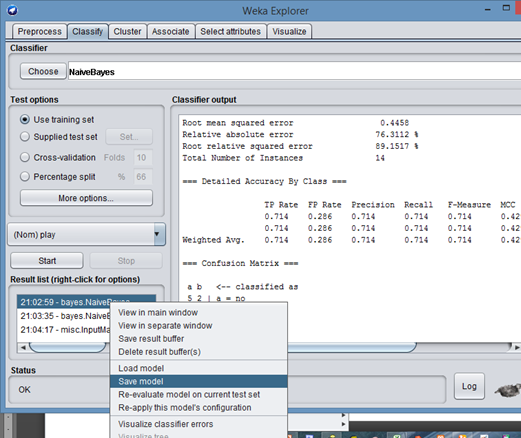 Weka Explorer
Preprocess Classify Cluster Associate Select attributes Visualize
Classifier
Choose NaiveBayes
Test options
Use training set
Supplied test set Set...
Cross-validation Folds 10
Percentage split % 66
More options...
(Nom) play
Start Stop
Result list (right-click for options)
21:02:59 - bayes.NaiveBayes
21:03:35 - bayes.
21:04:17 - misc.InputMa
Classifier output
Root mean squared error 0.4458
Relative absolute error 76.3112 %
Root relative squared error 89.1517 %
Total Number of Instances 14
=== Detailed Accuracy By Class ===
TP Rate FP Rate Precision Recall F-Measure MCC
0.714 0.286 0.714 0.714 0.714 0.42
0.714 0.286 0.714 0.714 0.714 0.42
Weighted Avg. 0.714 0.286 0.714 0.714 0.714 0.42
=== Confusion Matrix ===
a b <-- classified as
5 2 | a = no
View in main window
View in separate window
Save result buffer
Delete result buffer(s)
Load model
Save model
Re-evaluate model on current test set
Re-apply this model's configuration
Visualize classifier errors
Visualize tree
Status
OK
Log